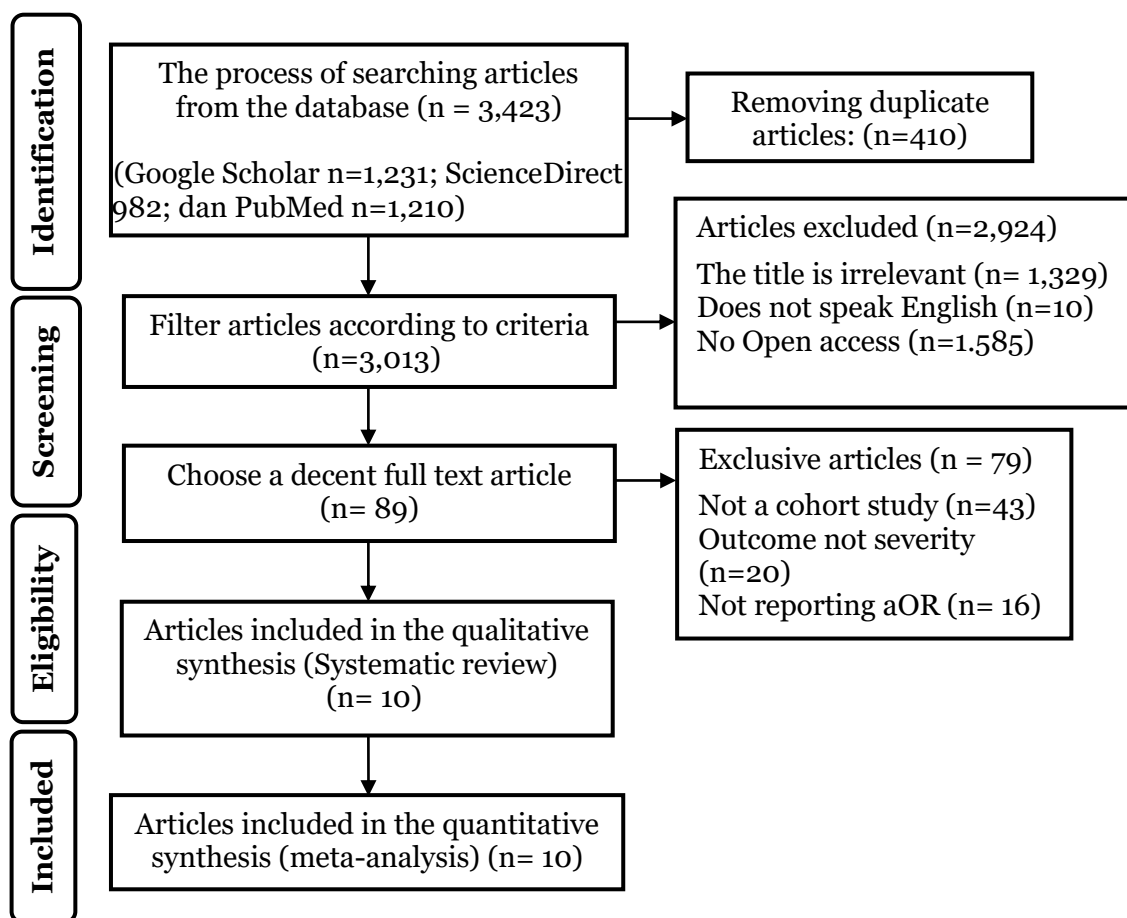 Identification
The process of searching articles
from the database (n = 3,423)
(Google Scholar n=1,231; ScienceDirect
982; dan PubMed n=1,210)
Removing duplicate
articles: (n=410)
Screening
Filter articles according to criteria
(n=3,013)
Articles excluded (n=2,924)
The title is irrelevant (n= 1,329)
Does not speak English (n=10)
No Open access (n=1.585)
Choose a decent full text article
(n= 89)
Exclusive articles (n = 79)
Not a cohort study (n=43)
Outcome not severity
(n=20)
Not reporting aOR (n= 16)
Eligibility
Articles included in the qualitative
synthesis (Systematic review)
(n= 10)
Included
Articles included in the quantitative
synthesis (meta-analysis) (n= 10)